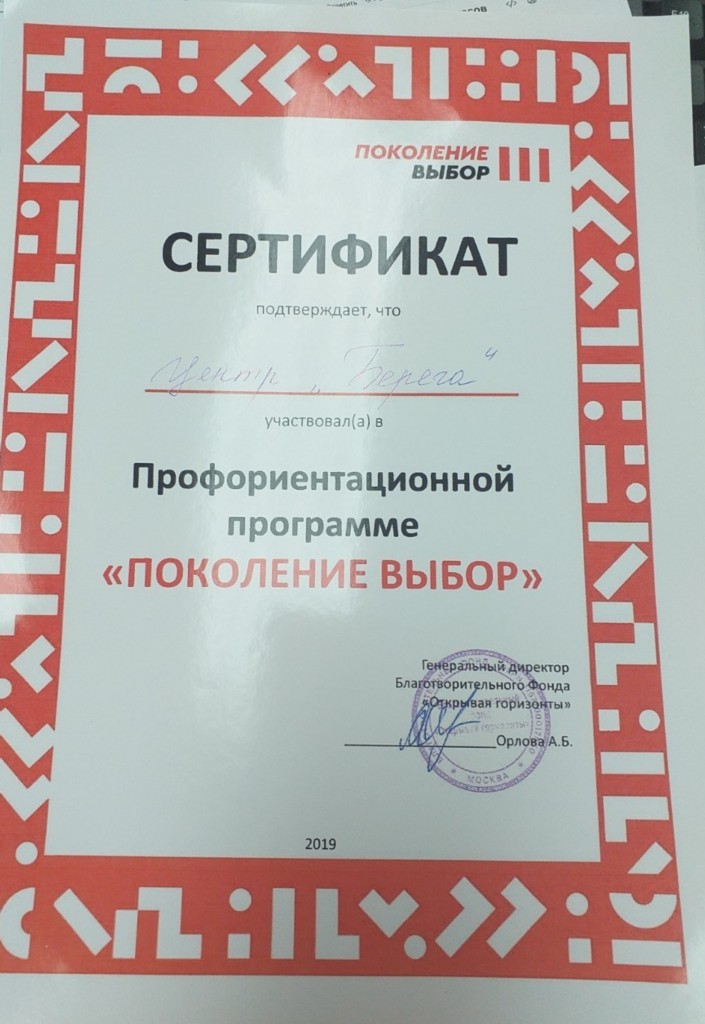 ПОКОЛЕНИЕ
ВЫБОР
СЕРТИФИКАТ
подтверждает, что
Центр „Берега“
участвовал(а) в
Профориентационной
программе
«ПОКОЛЕНИЕ ВЫБОР»
Генеральный директор
Благотворительного Фонда
«Открывая горизонты»
Орлова А.Б.
МОСКВА
2019